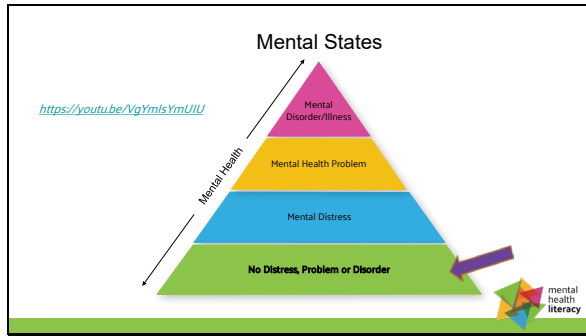 Mental States
https://youtu.be/VgYmIsYmUIU
Mental Health
Mental
Disorder/Illness
Mental Health Problem
Mental Distress
No Distress, Problem or Disorder
mental
health
literacy